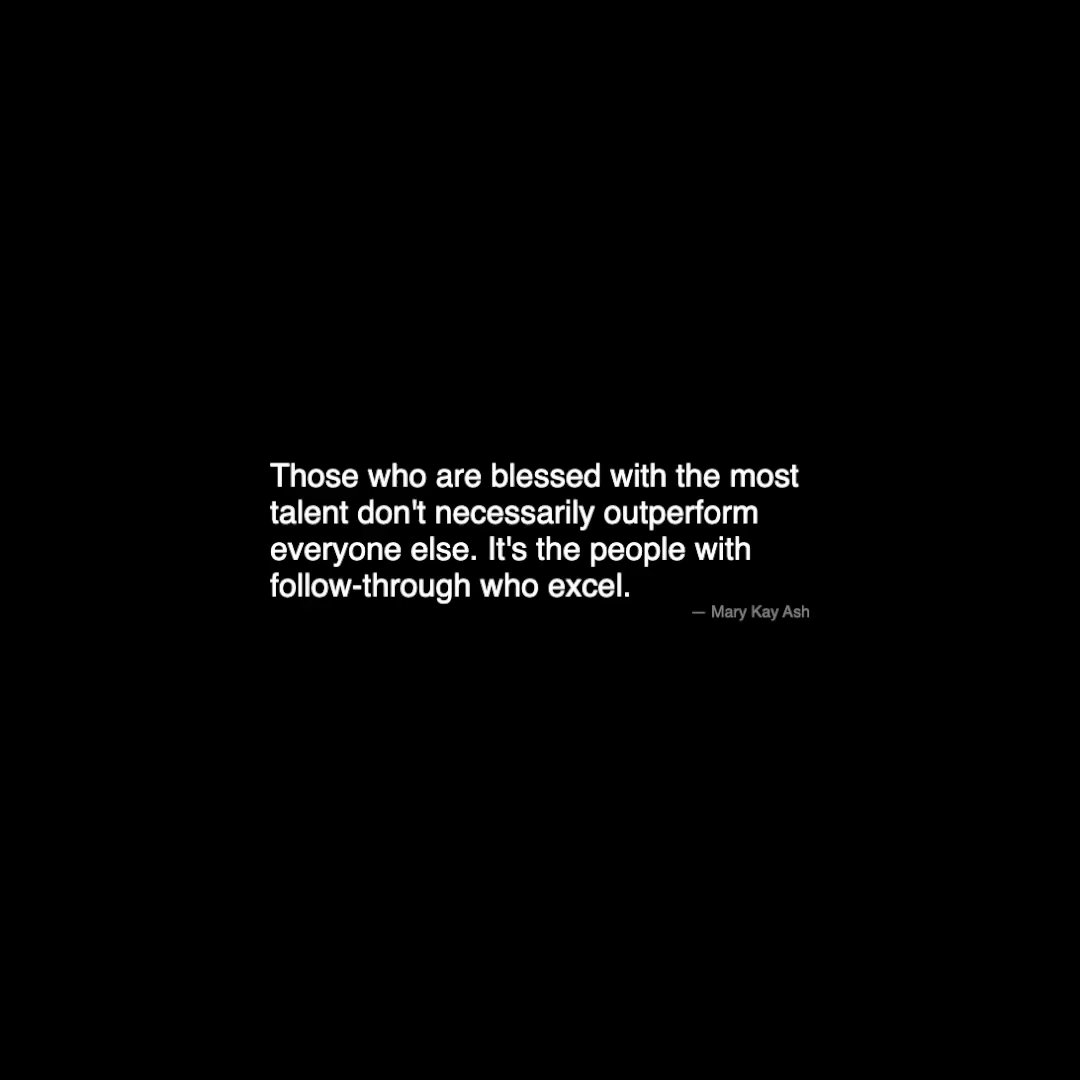 Those who are blessed with the most
talent don't necessarily outperform
everyone else. It's the people with
follow-through who excel.
— Mary Kay Ash